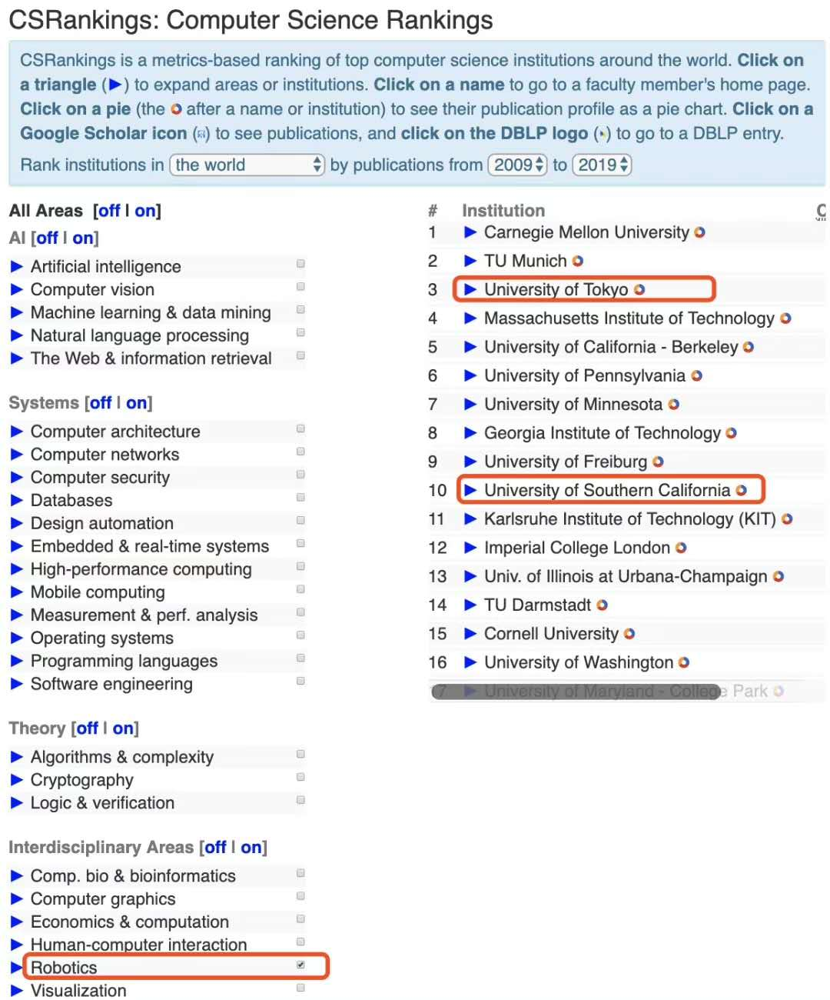 CSRankings: Computer Science Rankings
CSRankings is a metrics-based ranking of top computer science institutions around the world. Click on
a triangle (▶) to expand areas or institutions. Click on a name to go to a faculty member's home page.
Click on a pie (the after a name or institution) to see their publication profile as a pie chart. Click on a
Google Scholar icon () to see publications, and click on the DBLP logo () to go to a DBLP entry.
Rank institutions in the world by publications from 2009 to 2019
All Areas [off | on]
AI [off | on]
▶ Artificial intelligence
▶ Computer vision
▶ Machine learning & data mining
▶ Natural language processing
▶ The Web & information retrieval
Systems [off | on]
▶ Computer architecture
▶ Computer networks
▶ Computer security
▶ Databases
▶ Design automation
▶ Embedded & real-time systems
▶ High-performance computing
▶ Mobile computing
▶ Measurement & perf. analysis
▶ Operating systems
▶ Programming languages
▶ Software engineering
Theory [off | on]
▶ Algorithms & complexity
▶ Cryptography
▶ Logic & verification
Interdisciplinary Areas [off | on]
▶ Comp. bio & bioinformatics
▶ Computer graphics
▶ Economics & computation
▶ Human-computer interaction
▶ Robotics
▶ Visualization
# Institution
1 ▶ Carnegie Mellon University
2 ▶ TU Munich
3 ▶ University of Tokyo
4 ▶ Massachusetts Institute of Technology
5 ▶ University of California - Berkeley
6 ▶ University of Pennsylvania
7 ▶ University of Minnesota
8 ▶ Georgia Institute of Technology
9 ▶ University of Freiburg
10 ▶ University of Southern California
11 ▶ Karlsruhe Institute of Technology (KIT)
12 ▶ Imperial College London
13 ▶ Univ. of Illinois at Urbana-Champaign
14 ▶ TU Darmstadt
15 ▶ Cornell University
16 ▶ University of Washington
17 ▶ University of Maryland - College Park